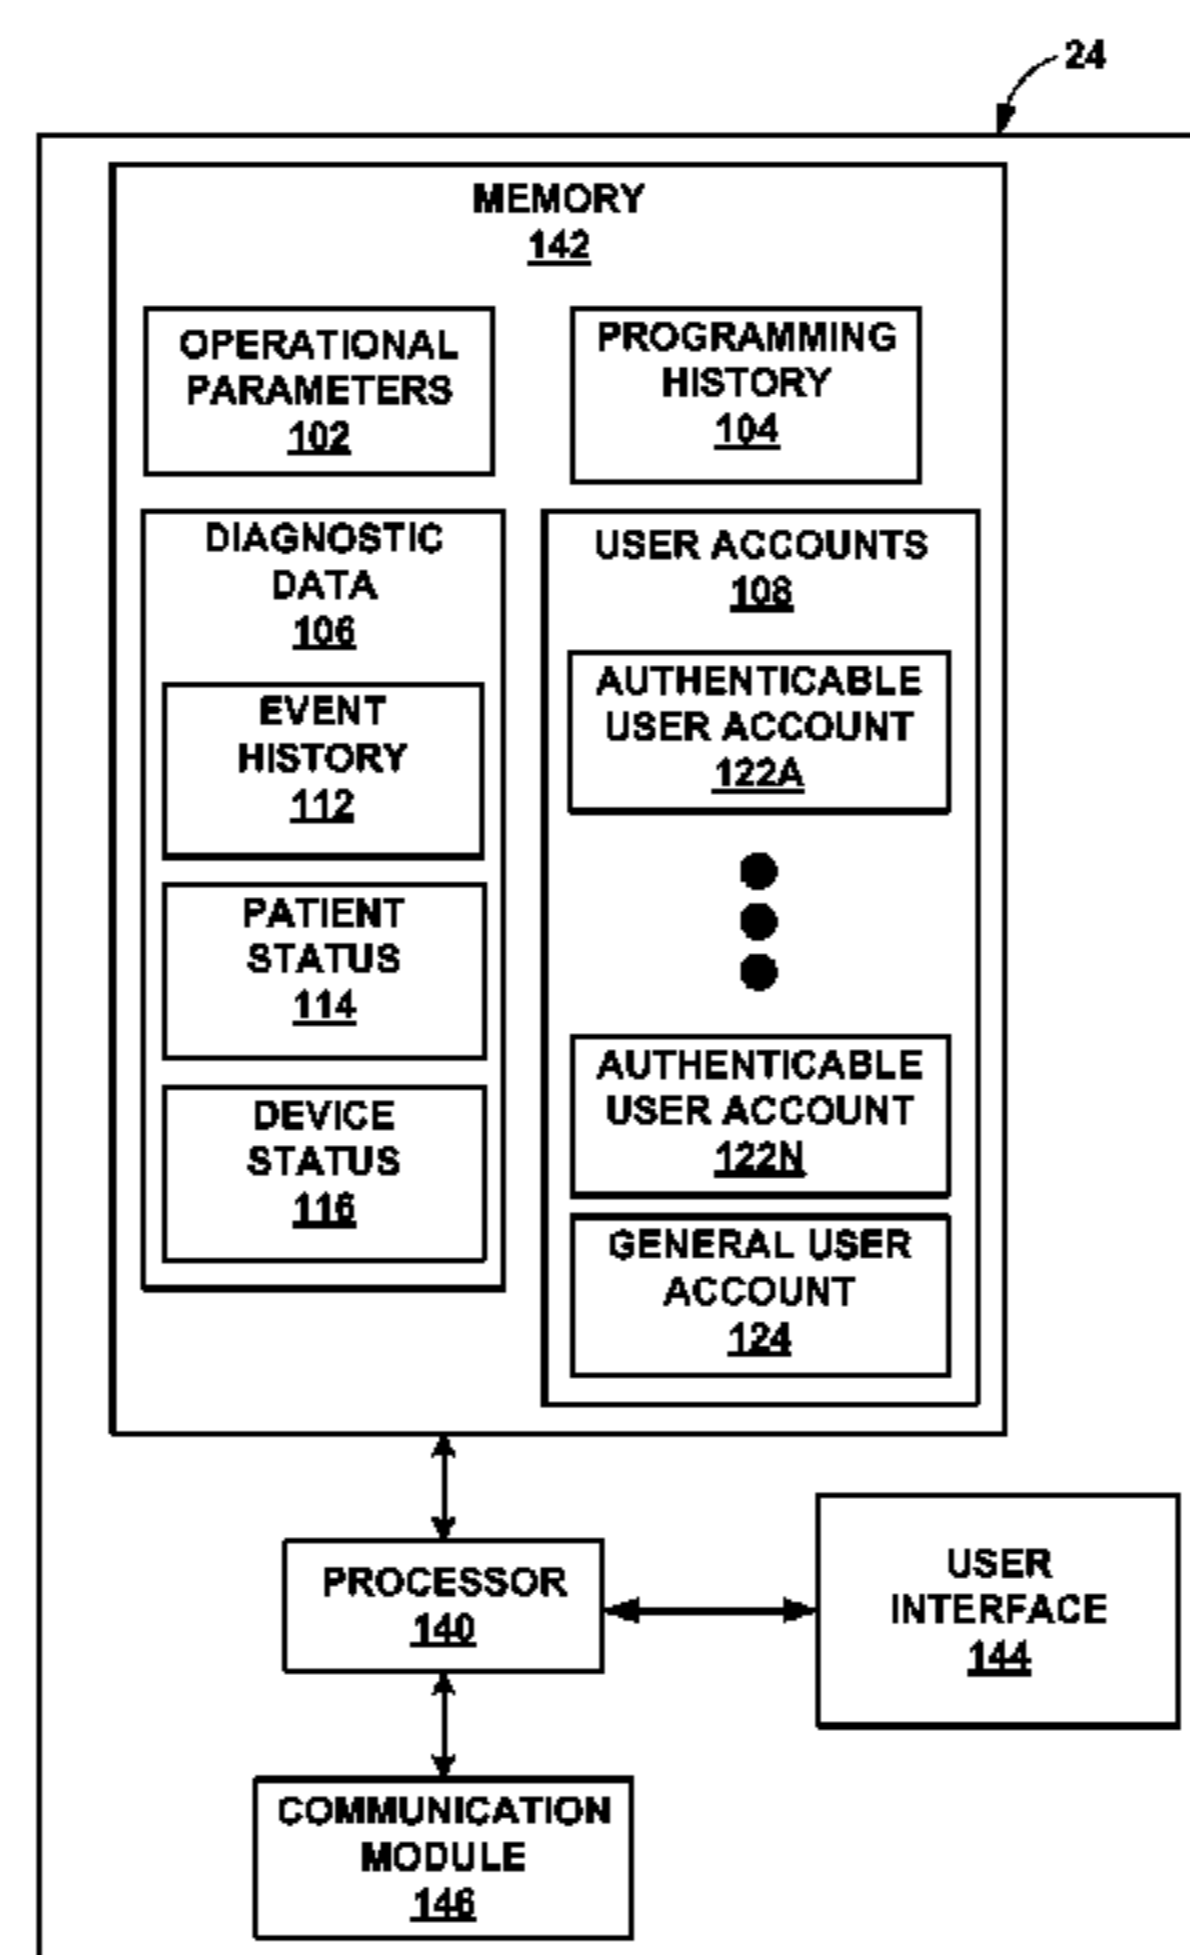 24
MEMORY
142
OPERATIONAL
PARAMETERS
102
PROGRAMMING
HISTORY
104
DIAGNOSTIC
DATA
106
EVENT
HISTORY
112
PATIENT
STATUS
114
DEVICE
STATUS
116
USER ACCOUNTS
108
AUTHENTICABLE
USER ACCOUNT
122A
AUTHENTICABLE
USER ACCOUNT
122N
GENERAL USER
ACCOUNT
124
PROCESSOR
140
USER
INTERFACE
144
COMMUNICATION
MODULE
146